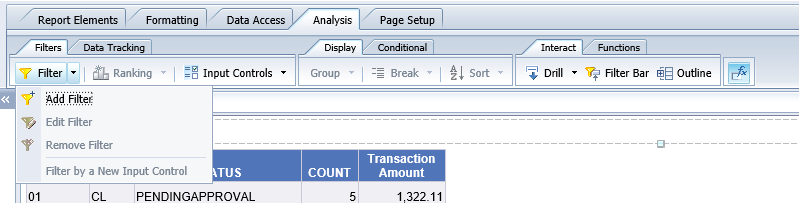 Report Elements Formatting Data Access Analysis Page Setup
Filters Data Tracking Display Conditional Interact Functions
Filter Ranking Input Controls Group Break Sort Drill Filter Bar Outline fx
Add Filter
Edit Filter
Remove Filter
Filter by a New Input Control
Transaction
TATUS COUNT Amount
01 CL PENDINGAPPROVAL 5 1,322.11